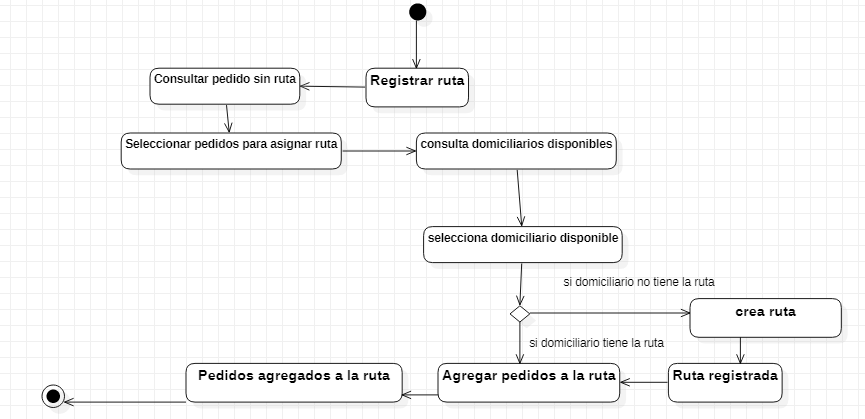 Registrar ruta
Consultar pedido sin ruta
Seleccionar pedidos para asignar ruta
consulta domiciliarios disponibles
selecciona domiciliario disponible
si domiciliario no tiene la ruta
crea ruta
si domiciliario tiene la ruta
Ruta registrada
Agregar pedidos a la ruta
Pedidos agregados a la ruta